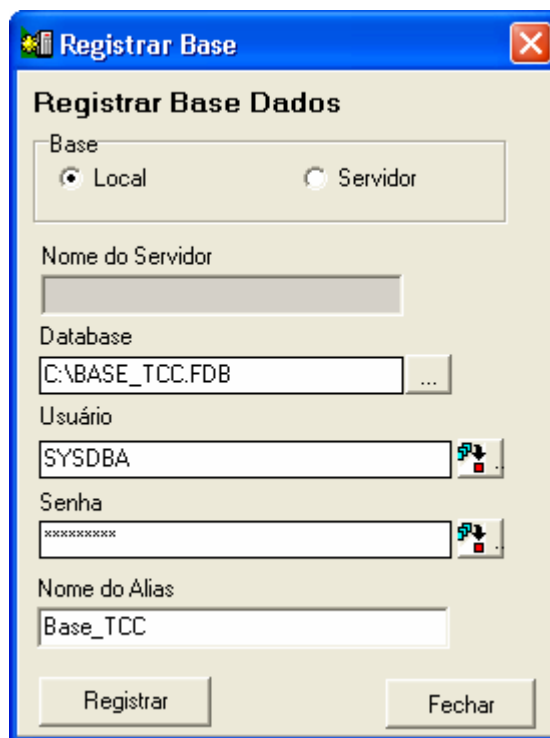 Registrar Base
Registrar Base Dados
Base
Local Servidor
Nome do Servidor
Database
C:\BASE_TCC.FDB ...
Usuário
SYSDBA ..
Senha
********* ..
Nome do Alias
Base_TCC
Registrar Fechar